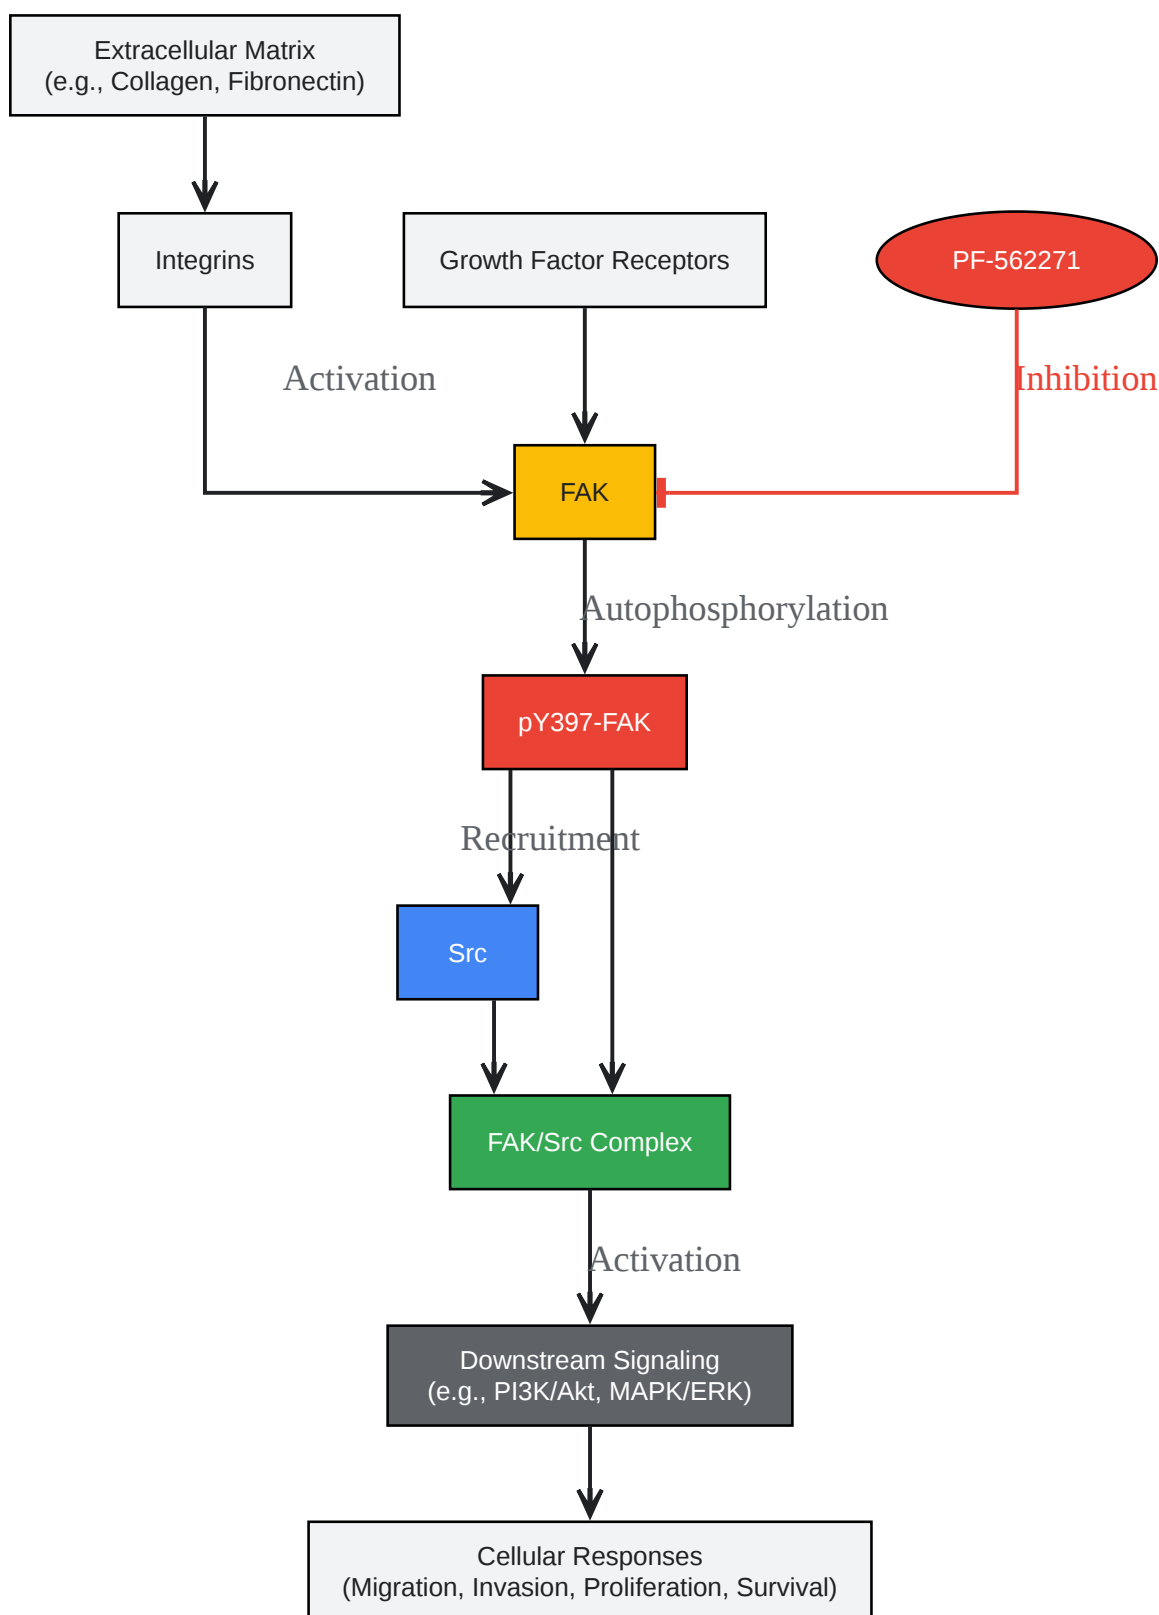 Extracellular Matrix
(e.g., Collagen, Fibronectin)
Integrins
Growth Factor Receptors
PF-562271
Activation
Inhibition
FAK
Autophosphorylation
pY397-FAK
Recruitment
Src
FAK/Src Complex
Activation
Downstream Signaling
(e.g., PI3K/Akt, MAPK/ERK)
Cellular Responses
(Migration, Invasion, Proliferation, Survival)